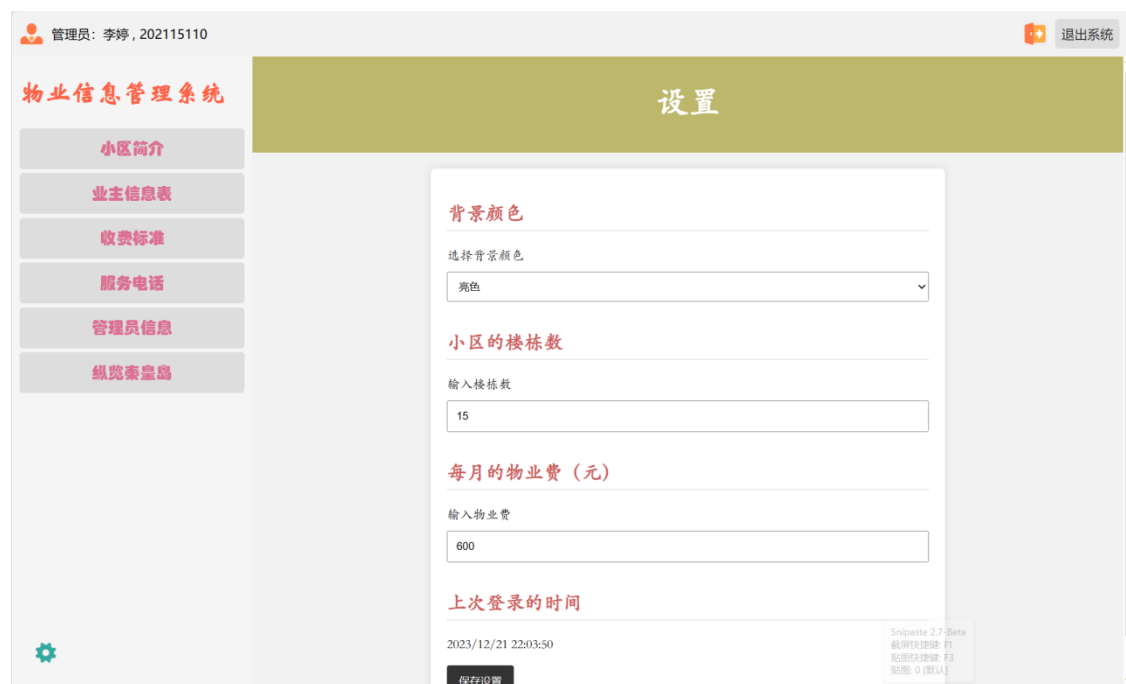 管理员：李婷 , 202115110
退出系统
物业信息管理系统
设置
小区简介
业主信息表
收费标准
服务电话
管理员信息
纵览秦皇岛
背景颜色
选择背景颜色
亮色
小区的楼栋数
输入楼栋数
15
每月的物业费（元）
输入物业费
600
上次登录的时间
2023/12/21 22:03:50
保存设置
Snipaste 2.7-Beta
截屏快捷键: F1
贴图快捷键: F3
贴图: 0 [默认]